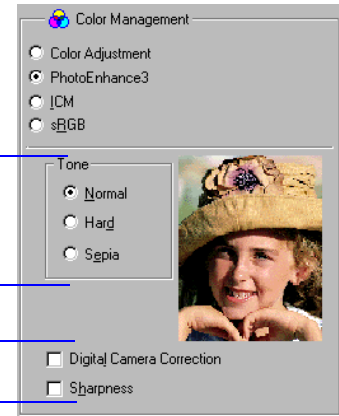 Color Management
Color Adjustment
PhotoEnhance3
ICM
sRGB
Tone
Normal
Hard
Sepia
Digital Camera Correction
Sharpness